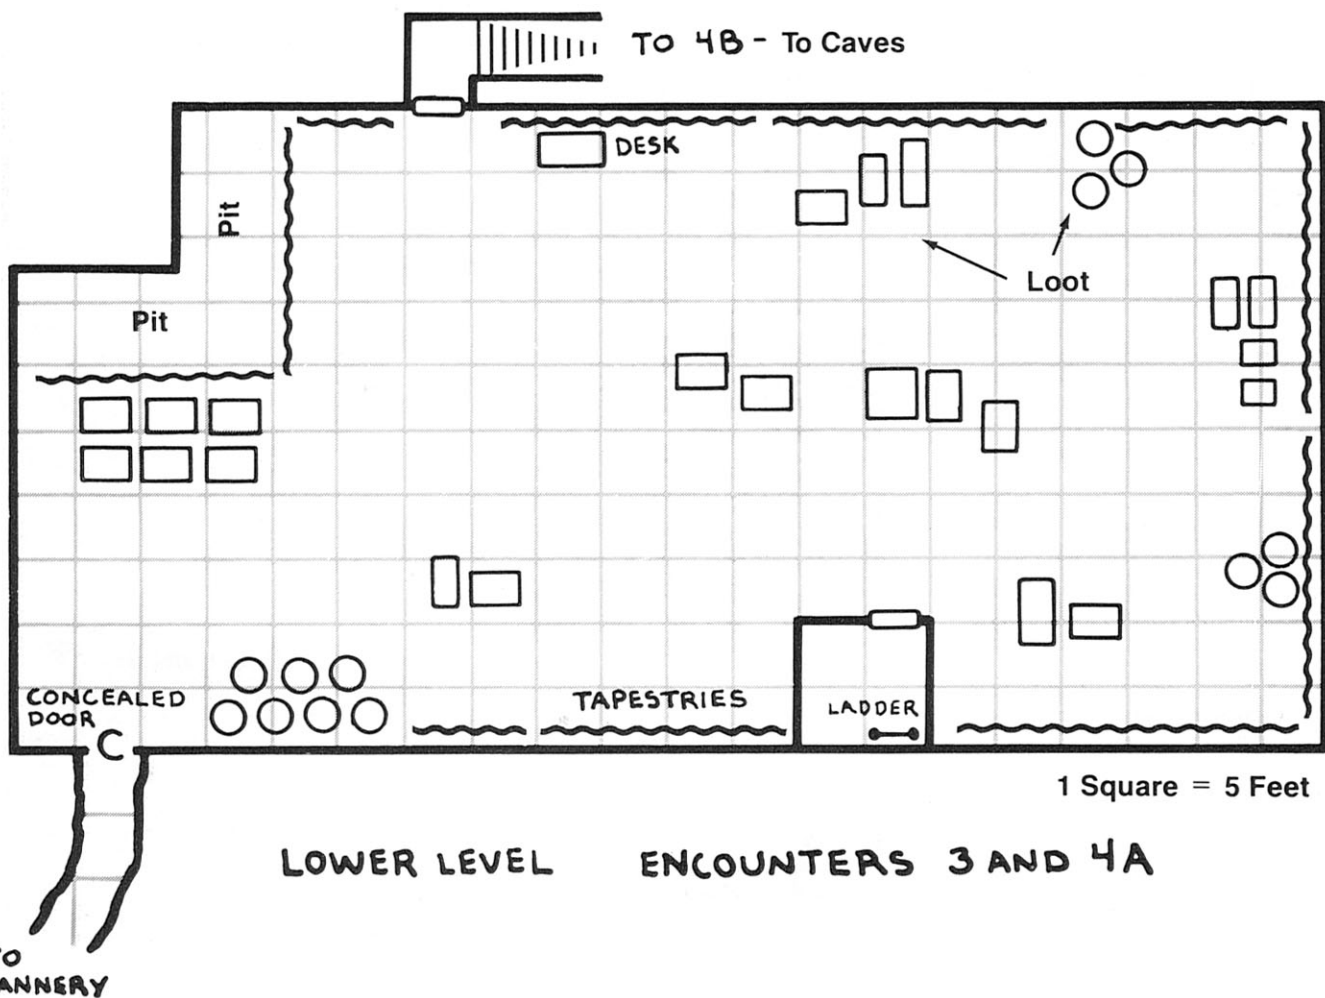 TO 4B - To Caves
DESK
Pit
Loot
Pit
CONCEALED
DOOR
C
TAPESTRIES
LADDER
1 Square = 5 Feet
LOWER LEVEL ENCOUNTERS 3 AND 4A